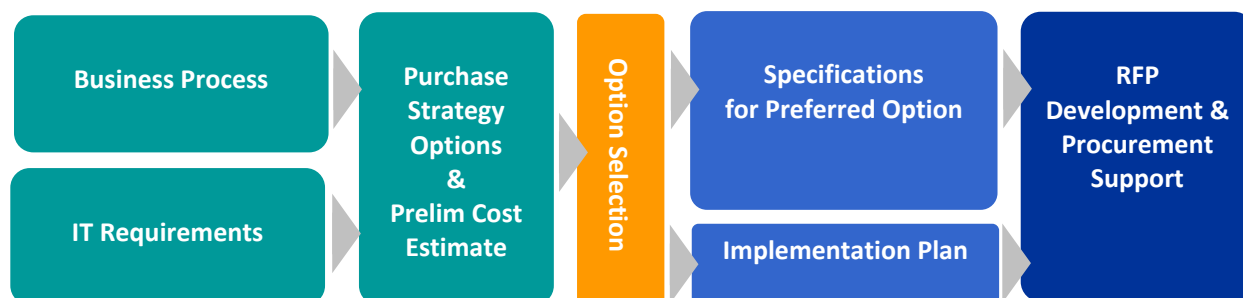 Business Process
IT Requirements
Purchase
Strategy
Options
&
Prelim Cost
Estimate
Option Selection
Specifications
for Preferred Option
Implementation Plan
RFP
Development &
Procurement
Support